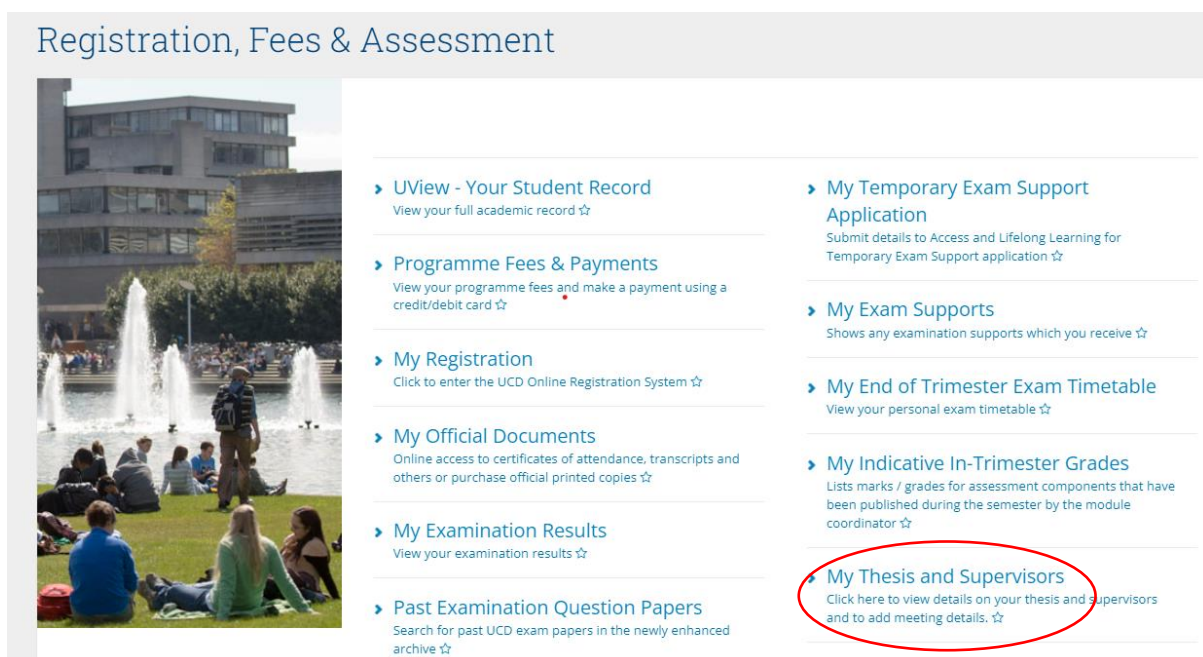 Registration, Fees & Assessment
UView - Your Student Record
View your full academic record ☆
Programme Fees & Payments
View your programme fees and make a payment using a
credit/debit card ☆
My Registration
Click to enter the UCD Online Registration System ☆
My Official Documents
Online access to certificates of attendance, transcripts and
others or purchase official printed copies ☆
My Examination Results
View your examination results ☆
Past Examination Question Papers
Search for past UCD exam papers in the newly enhanced
archive ☆
My Temporary Exam Support
Application
Submit details to Access and Lifelong Learning for
Temporary Exam Support application ☆
My Exam Supports
Shows any examination supports which you receive ☆
My End of Trimester Exam Timetable
View your personal exam timetable ☆
My Indicative In-Trimester Grades
Lists marks / grades for assessment components that have
been published during the semester by the module
coordinator ☆
My Thesis and Supervisors
Click here to view details on your thesis and supervisors
and to add meeting details. ☆